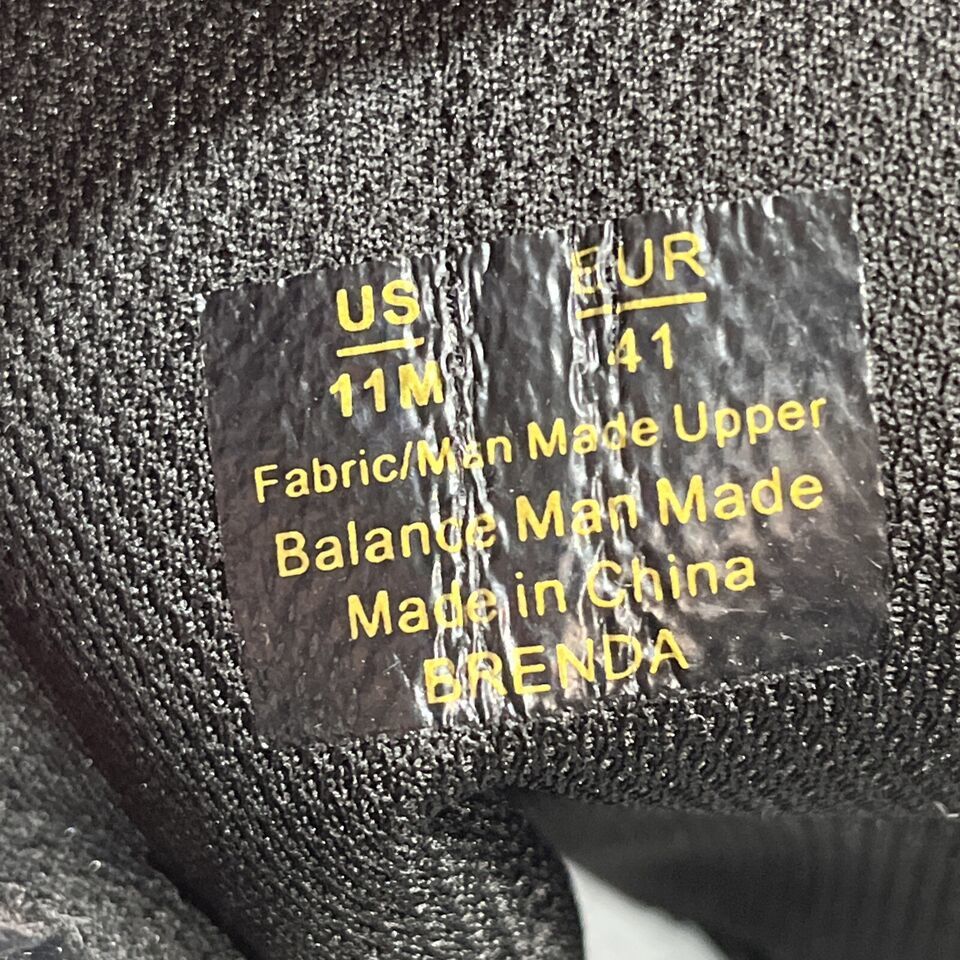 US EUR
11M 41
Fabric/Man Made Upper
Balance Man Made
Made in China
BRENDA